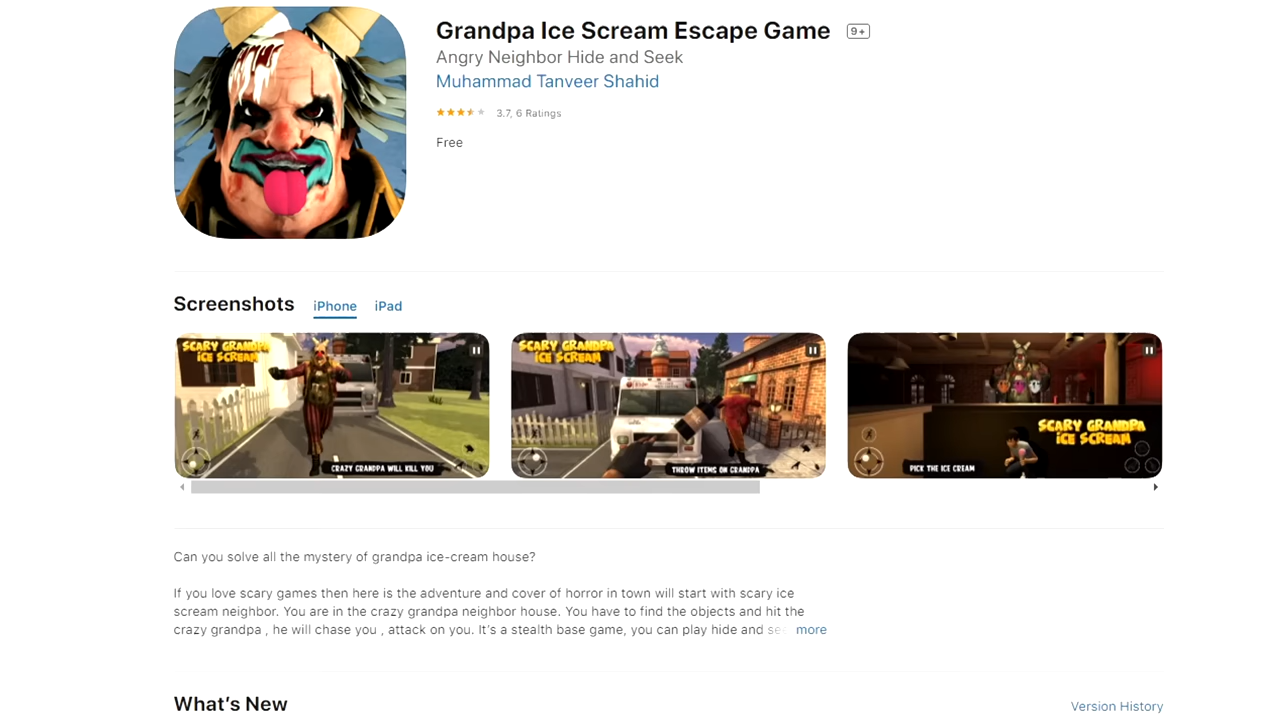 Grandpa Ice Scream Escape Game 9+
Angry Neighbor Hide and Seek
Muhammad Tanveer Shahid
3.7, 6 Ratings
Free
Screenshots iPhone iPad
SCARY GRANDPA
ICE SCREAM
CRAZY GRANDPA WILL KILL YOU
SCARY GRANDPA
ICE SCREAM
THROW ITEMS ON GRANDPA
SCARY GRANDPA
ICE SCREAM
PICK THE ICE CREAM
Can you solve all the mystery of grandpa ice-cream house?
If you love scary games then here is the adventure and cover of horror in town will start with scary ice
scream neighbor. You are in the crazy grandpa neighbor house. You have to find the objects and hit the
crazy grandpa , he will chase you , attack on you. It's a stealth base game, you can play hide and see more
What's New Version History